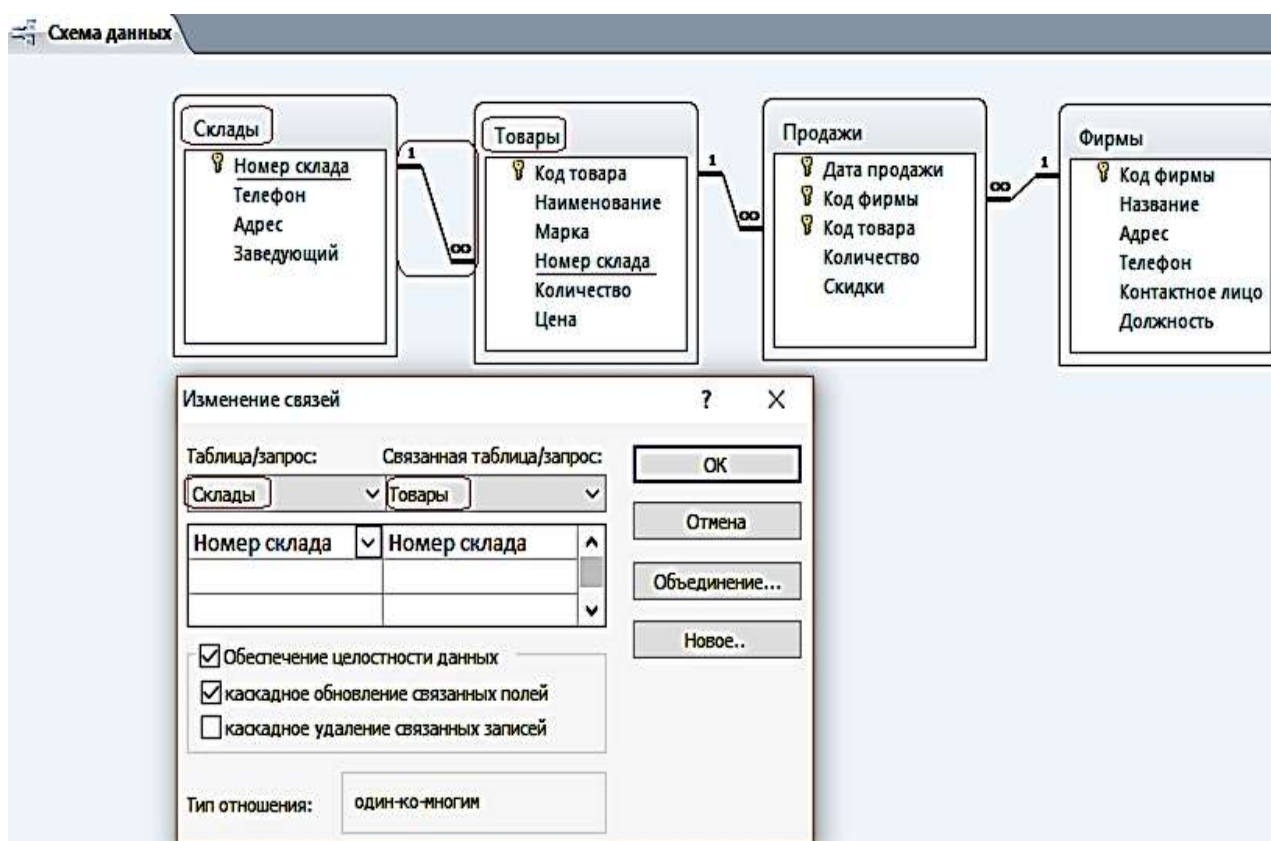 Схема данных
Склады
Номер склада
Телефон
Адрес
Заведующий
1
∞
Товары
Код товара
Наименование
Марка
Номер склада
Количество
Цена
1
∞
Продажи
Дата продажи
Код фирмы
Код товара
Количество
Скидки
∞
1
Фирмы
Код фирмы
Название
Адрес
Телефон
Контактное лицо
Должность
Изменение связей ? X
Таблица/запрос: Связанная таблица/запрос:
Склады Товары
Номер склада Номер склада
Обеспечение целостности данных
каскадное обновление связанных полей
каскадное удаление связанных записей
Тип отношения: один-ко-многим
ОК
Отмена
Объединение...
Новое..